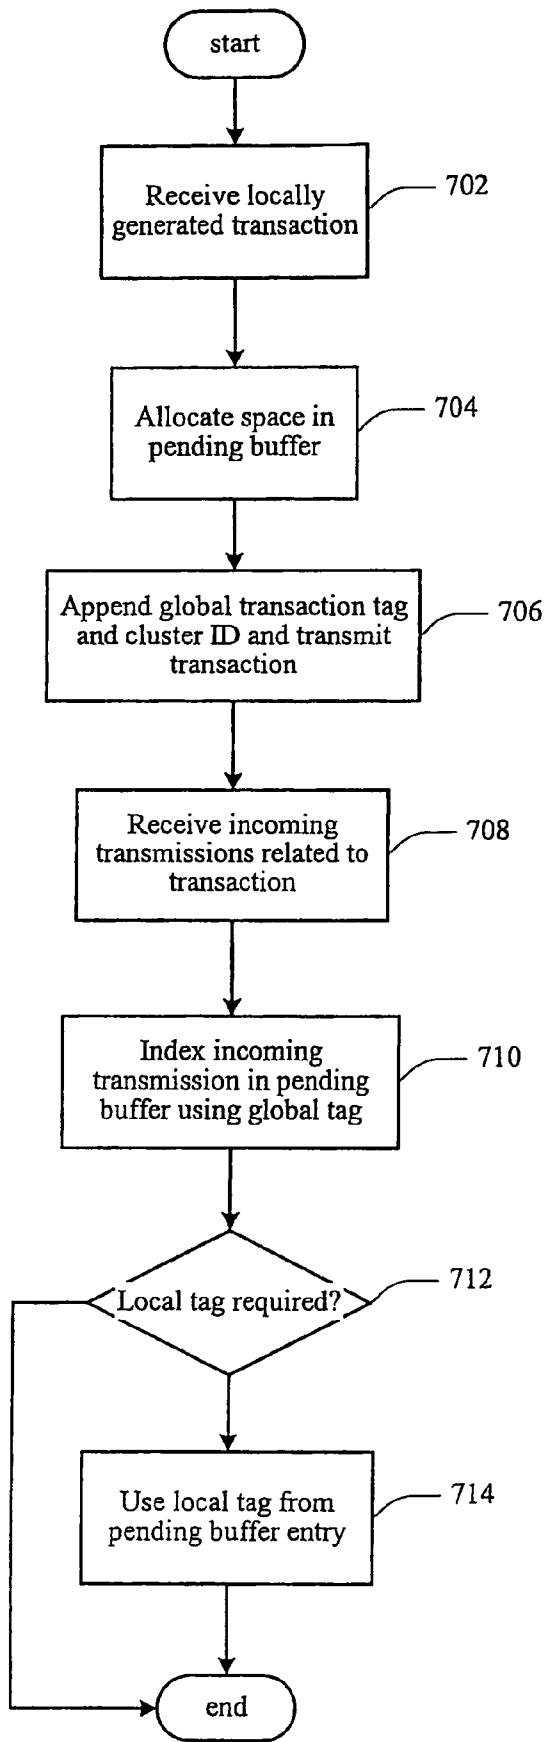 start
Receive locally
generated transaction
702
Allocate space in
pending buffer
704
Append global transaction tag
and cluster ID and transmit
transaction
706
Receive incoming
transmissions related to
transaction
708
Index incoming
transmission in pending
buffer using global tag
710
Local tag required?
712
Use local tag from
pending buffer entry
714
end